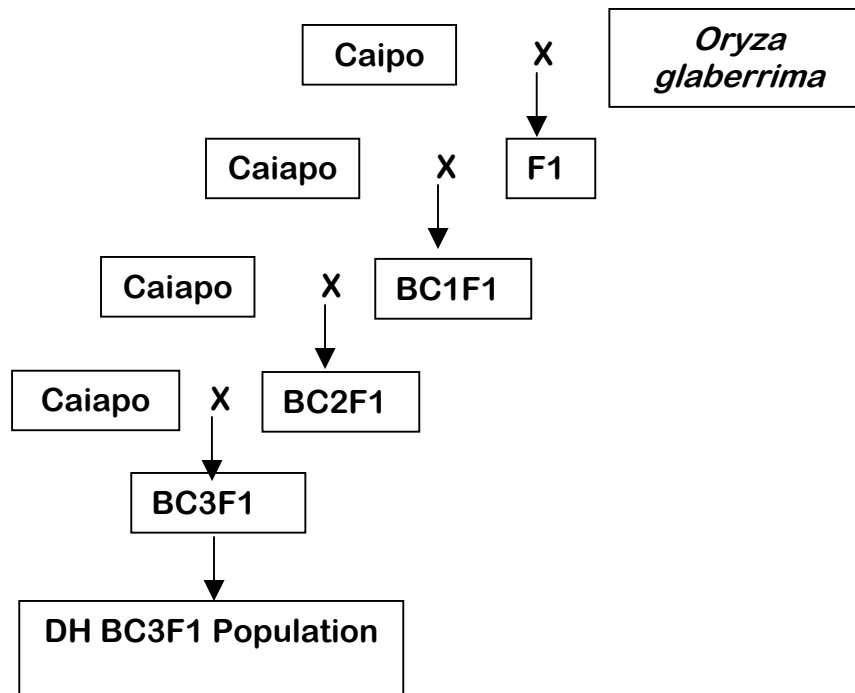 Caipo X Oryza
glaberrima
Caiapo X F1
Caiapo X BC1F1
Caiapo X BC2F1
BC3F1
DH BC3F1 Population